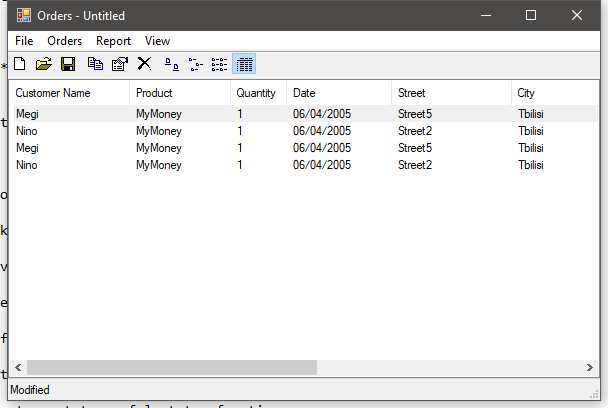 Orders - Untitled
File Orders Report View
Customer Name Product Quantity Date Street City
Megi MyMoney 1 06/04/2005 Street5 Tbilisi
Nino MyMoney 1 06/04/2005 Street2 Tbilisi
Megi MyMoney 1 06/04/2005 Street5 Tbilisi
Nino MyMoney 1 06/04/2005 Street2 Tbilisi
Modified